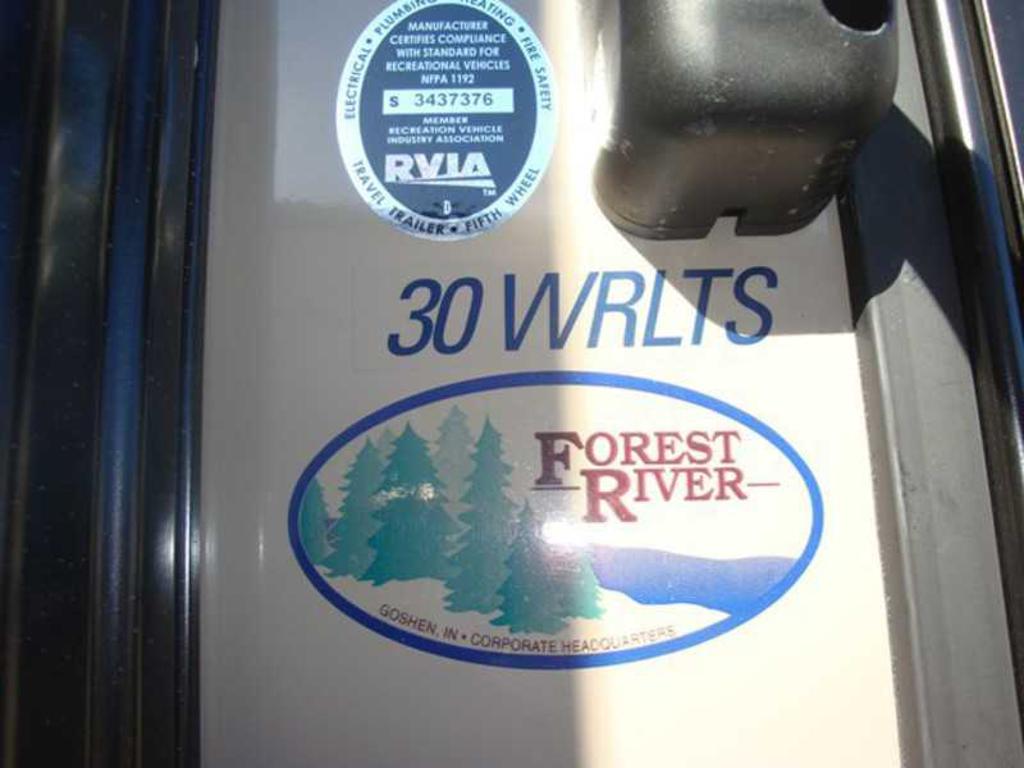 ELECTRICAL • PLUMBING • HEATING • FIRE SAFETY
MANUFACTURER
CERTIFIES COMPLIANCE
WITH STANDARD FOR
RECREATIONAL VEHICLES
NFPA 1192
S 3437376
MEMBER
RECREATION VEHICLE
INDUSTRY ASSOCIATION
RVIA
TM
TRAVEL TRAILER • FIFTH WHEEL
30 WRLTS
FOREST
RIVER
GOSHEN, IN • CORPORATE HEADQUARTERS